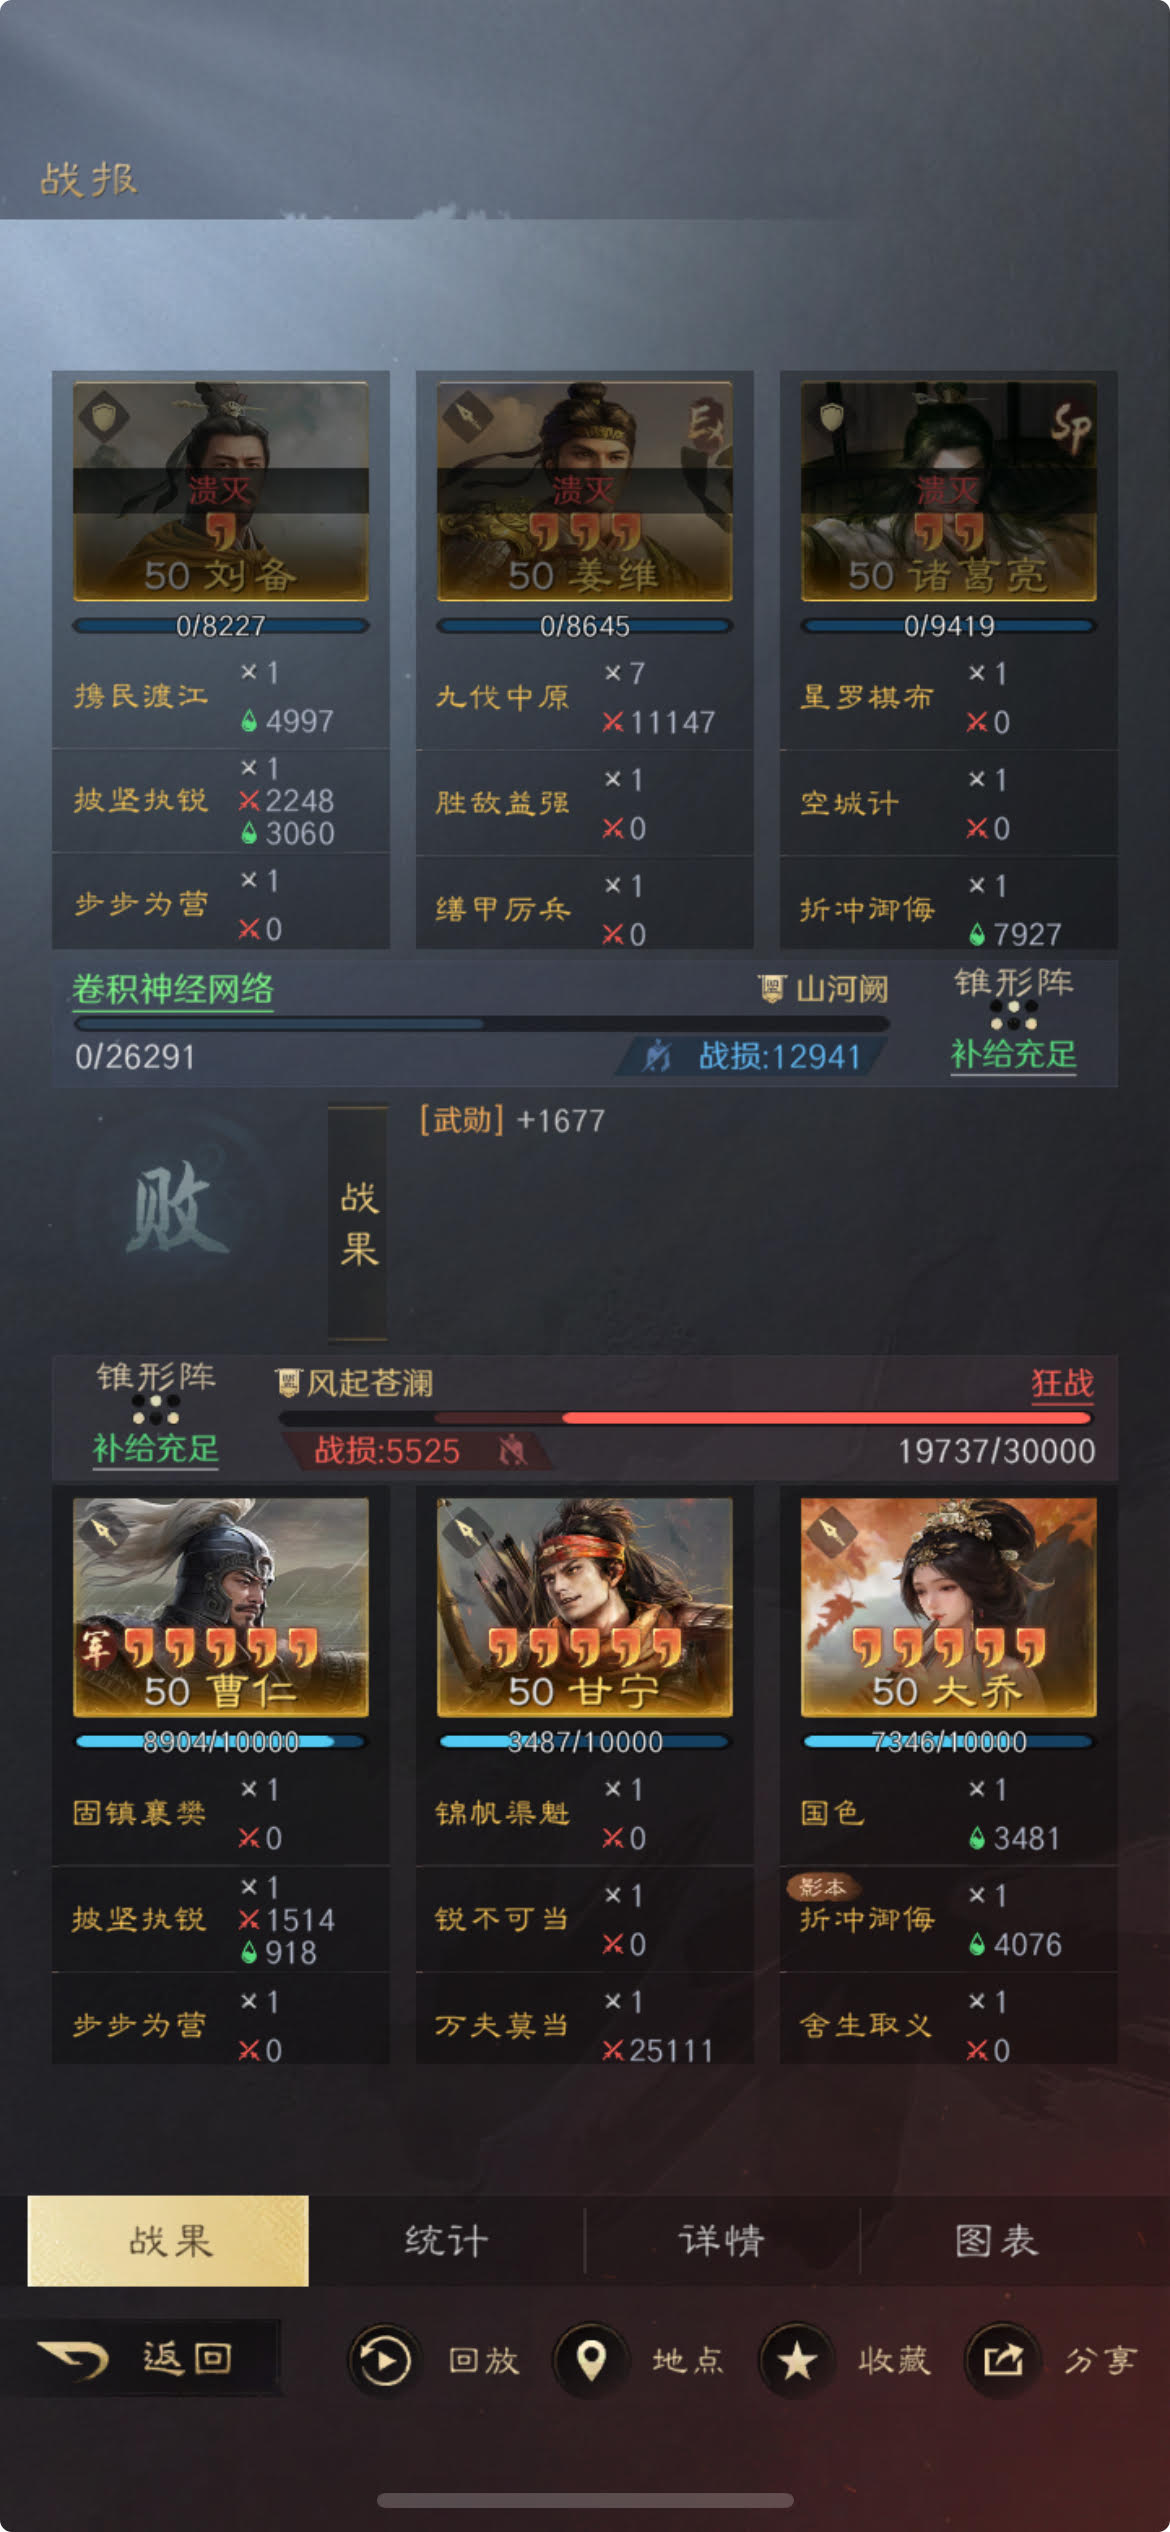 战报
溃灭
50 刘备
0/8227
携民渡江
×1
4997
披坚执锐
×1
2248
3060
步步为营
×1
0
Ex
溃灭
50 姜维
0/8645
九伐中原
×7
11147
胜敌益强
×1
0
缮甲厉兵
×1
0
Sp
溃灭
50 诸葛亮
0/9419
星罗棋布
×1
0
空城计
×1
0
折冲御侮
×1
7927
卷积神经网络
盟 山河阙
0/26291
战损:12941
锥形阵
补给充足
败
战果
[武勋] +1677
锥形阵
补给充足
盟 风起苍澜
狂战
战损:5525
19737/30000
军
50 曹仁
8904/10000
固镇襄樊
×1
0
披坚执锐
×1
1514
918
步步为营
×1
0
50 甘宁
3487/10000
锦帆渠魁
×1
0
锐不可当
×1
0
万夫莫当
×1
25111
50 大乔
7346/10000
国色
×1
3481
影本
折冲御侮
×1
4076
舍生取义
×1
0
战果 统计 详情 图表
返回 回放 地点 收藏 分享